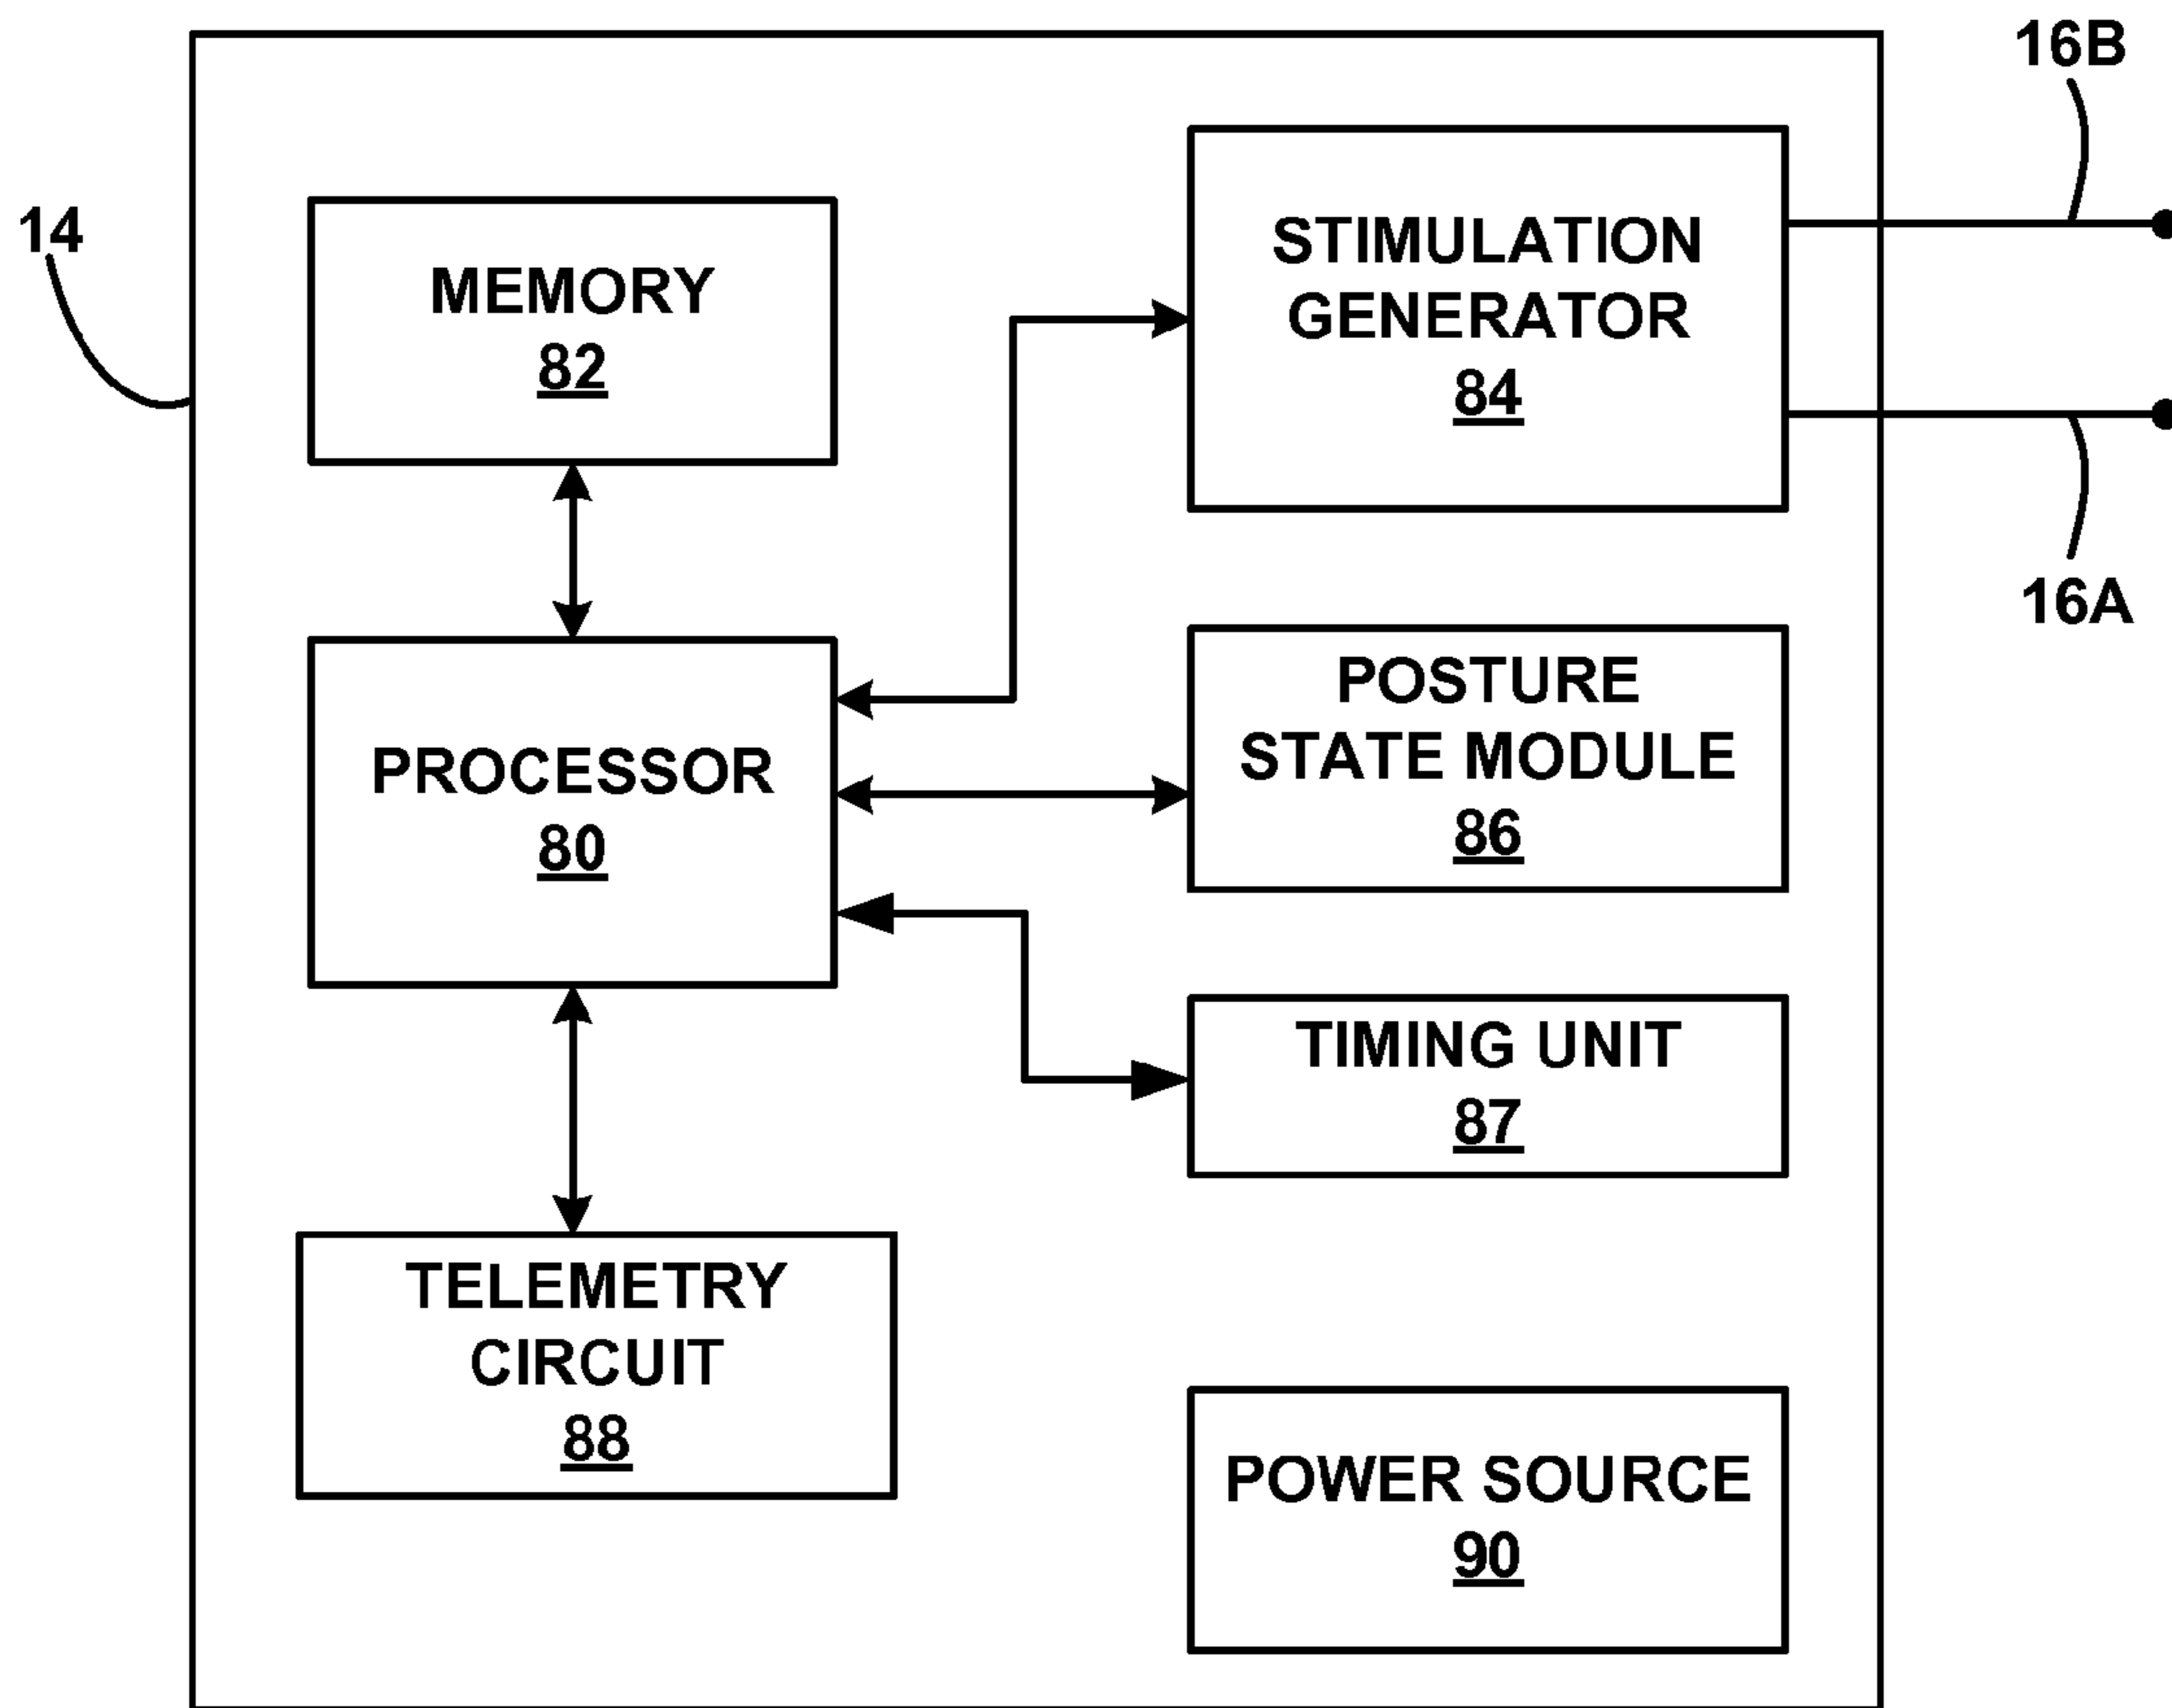 16B
14
MEMORY
82
STIMULATION
GENERATOR
84
16A
PROCESSOR
80
POSTURE
STATE MODULE
86
TIMING UNIT
87
TELEMETRY
CIRCUIT
88
POWER SOURCE
90